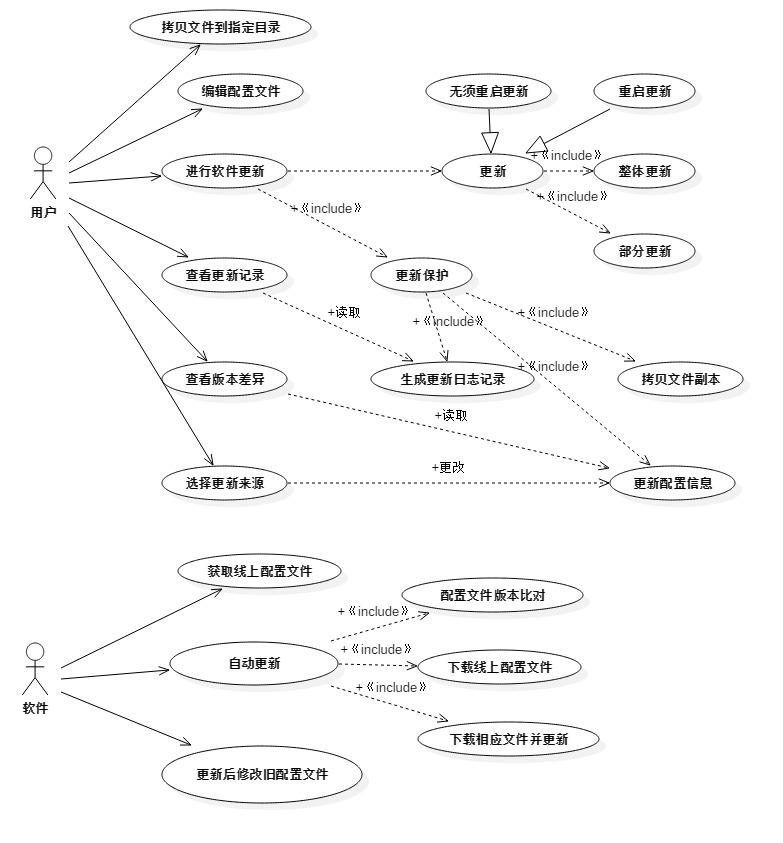 拷贝文件到指定目录
编辑配置文件
无须重启更新
重启更新
用户
进行软件更新
更新
+《include》
整体更新
+《include》
+《include》
部分更新
查看更新记录
更新保护
+读取
+《include》
+《include》
查看版本差异
生成更新日志记录
+《include》
拷贝文件副本
+读取
+更改
选择更新来源
更新配置信息
获取线上配置文件
配置文件版本比对
+《include》
软件
自动更新
+《include》
下载线上配置文件
+《include》
下载相应文件并更新
更新后修改旧配置文件